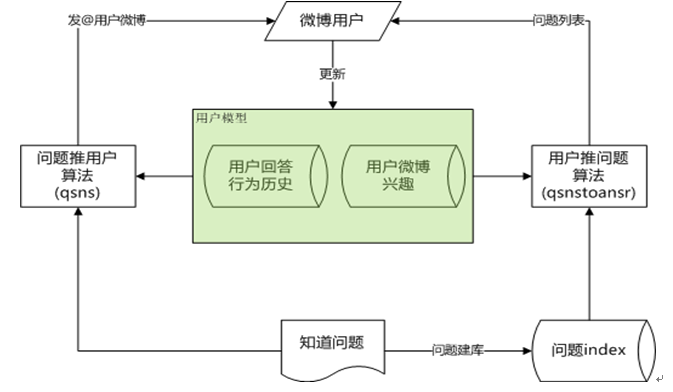 发@用户微博
微博用户
问题列表
更新
用户模型
问题推用户
算法
(qsns)
用户回答
行为历史
用户微博
兴趣
用户推问题
算法
(qsnstoansr)
知道问题
问题建库
问题index